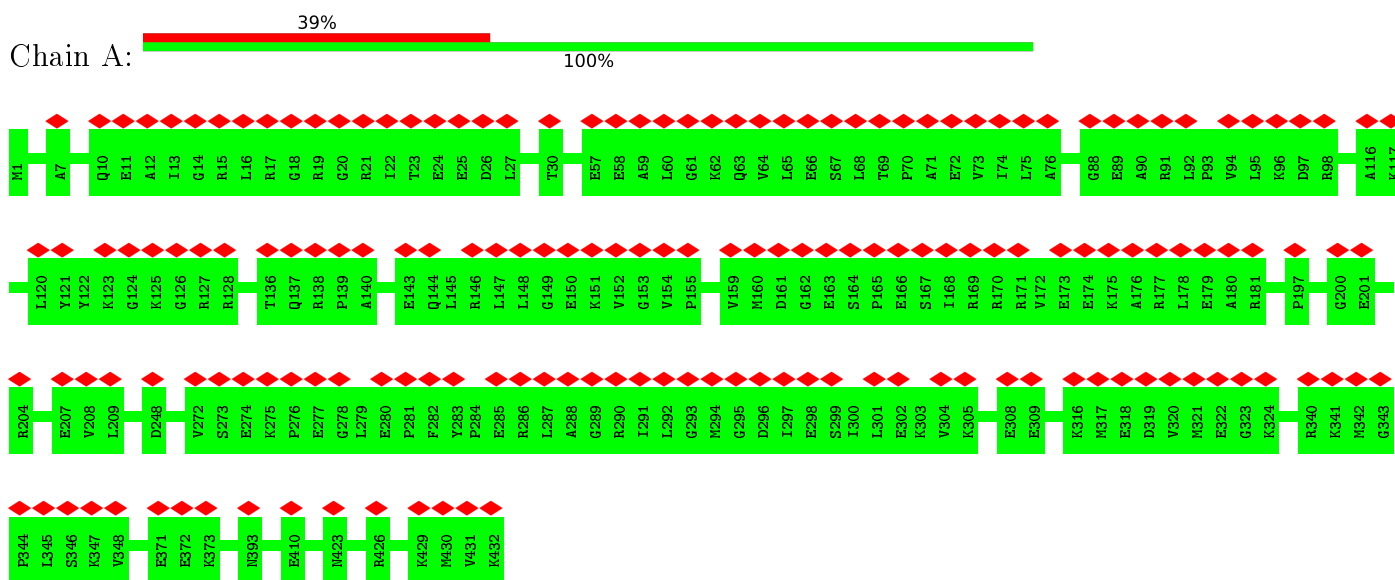 39%
Chain A:
100%
M1 A7 Q10 E11 A12 I13 G14 R15 L16 R17 G18 R19 G20 R21 I22 T23 E24 E25 D26 L27 T30 E57 E58 A59 L60 G61 K62 Q63 V64 L65 E66 S67 L68 T69 P70 A71 E72 V73 I74 L75 A76 G88 E89 A90 R91 L92 P93 V94 L95 K96 D97 R98 A116 K117
L120 Y121 Y122 K123 G124 K125 G126 R127 R128 T136 Q137 R138 P139 A140 E143 Q144 L145 R146 L147 L148 G149 E150 K151 V152 G153 V154 P155 V159 M160 D161 G162 E163 S164 P165 E166 S167 I168 R169 R170 R171 V172 E173 E174 K175 A176 R177 L178 E179 A180 R181 P197 G200 E201
R204 E207 V208 L209 D248 V272 S273 E274 K275 P276 E277 G278 L279 E280 P281 F282 Y283 P284 E285 R286 L287 A288 G289 R290 I291 L292 G293 M294 G295 D296 I297 E298 S299 I300 L301 E302 K303 V304 K305 E308 E309 K316 M317 E318 D319 V320 M321 E322 G323 K324 R340 K341 M342 G343
P344 L345 S346 K347 V348 E371 E372 K373 N393 E410 N423 R426 K429 M430 V431 K432